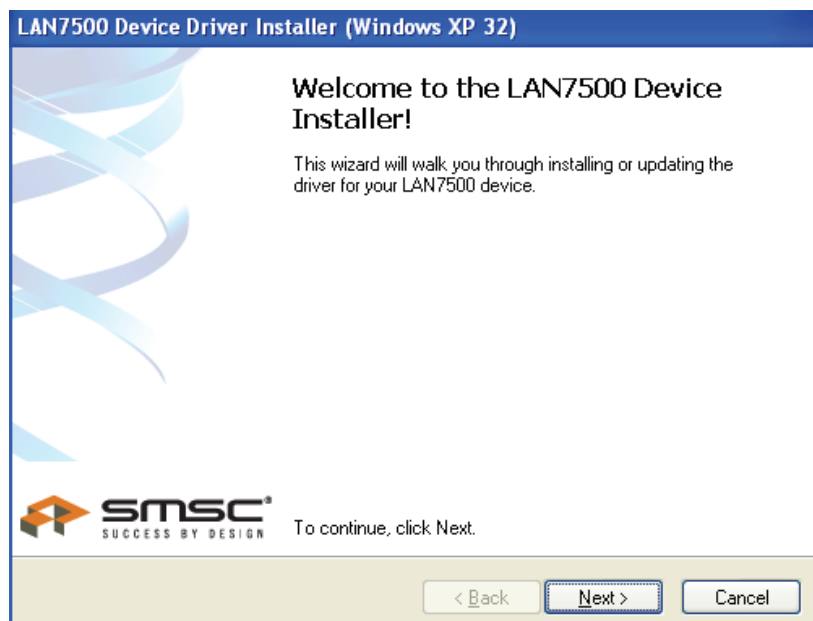 LAN7500 Device Driver Installer (Windows XP 32)
Welcome to the LAN7500 Device
Installer!
This wizard will walk you through installing or updating the
driver for your LAN7500 device.
smsc®
SUCCESS BY DESIGN
To continue, click Next.
< Back
Next >
Cancel